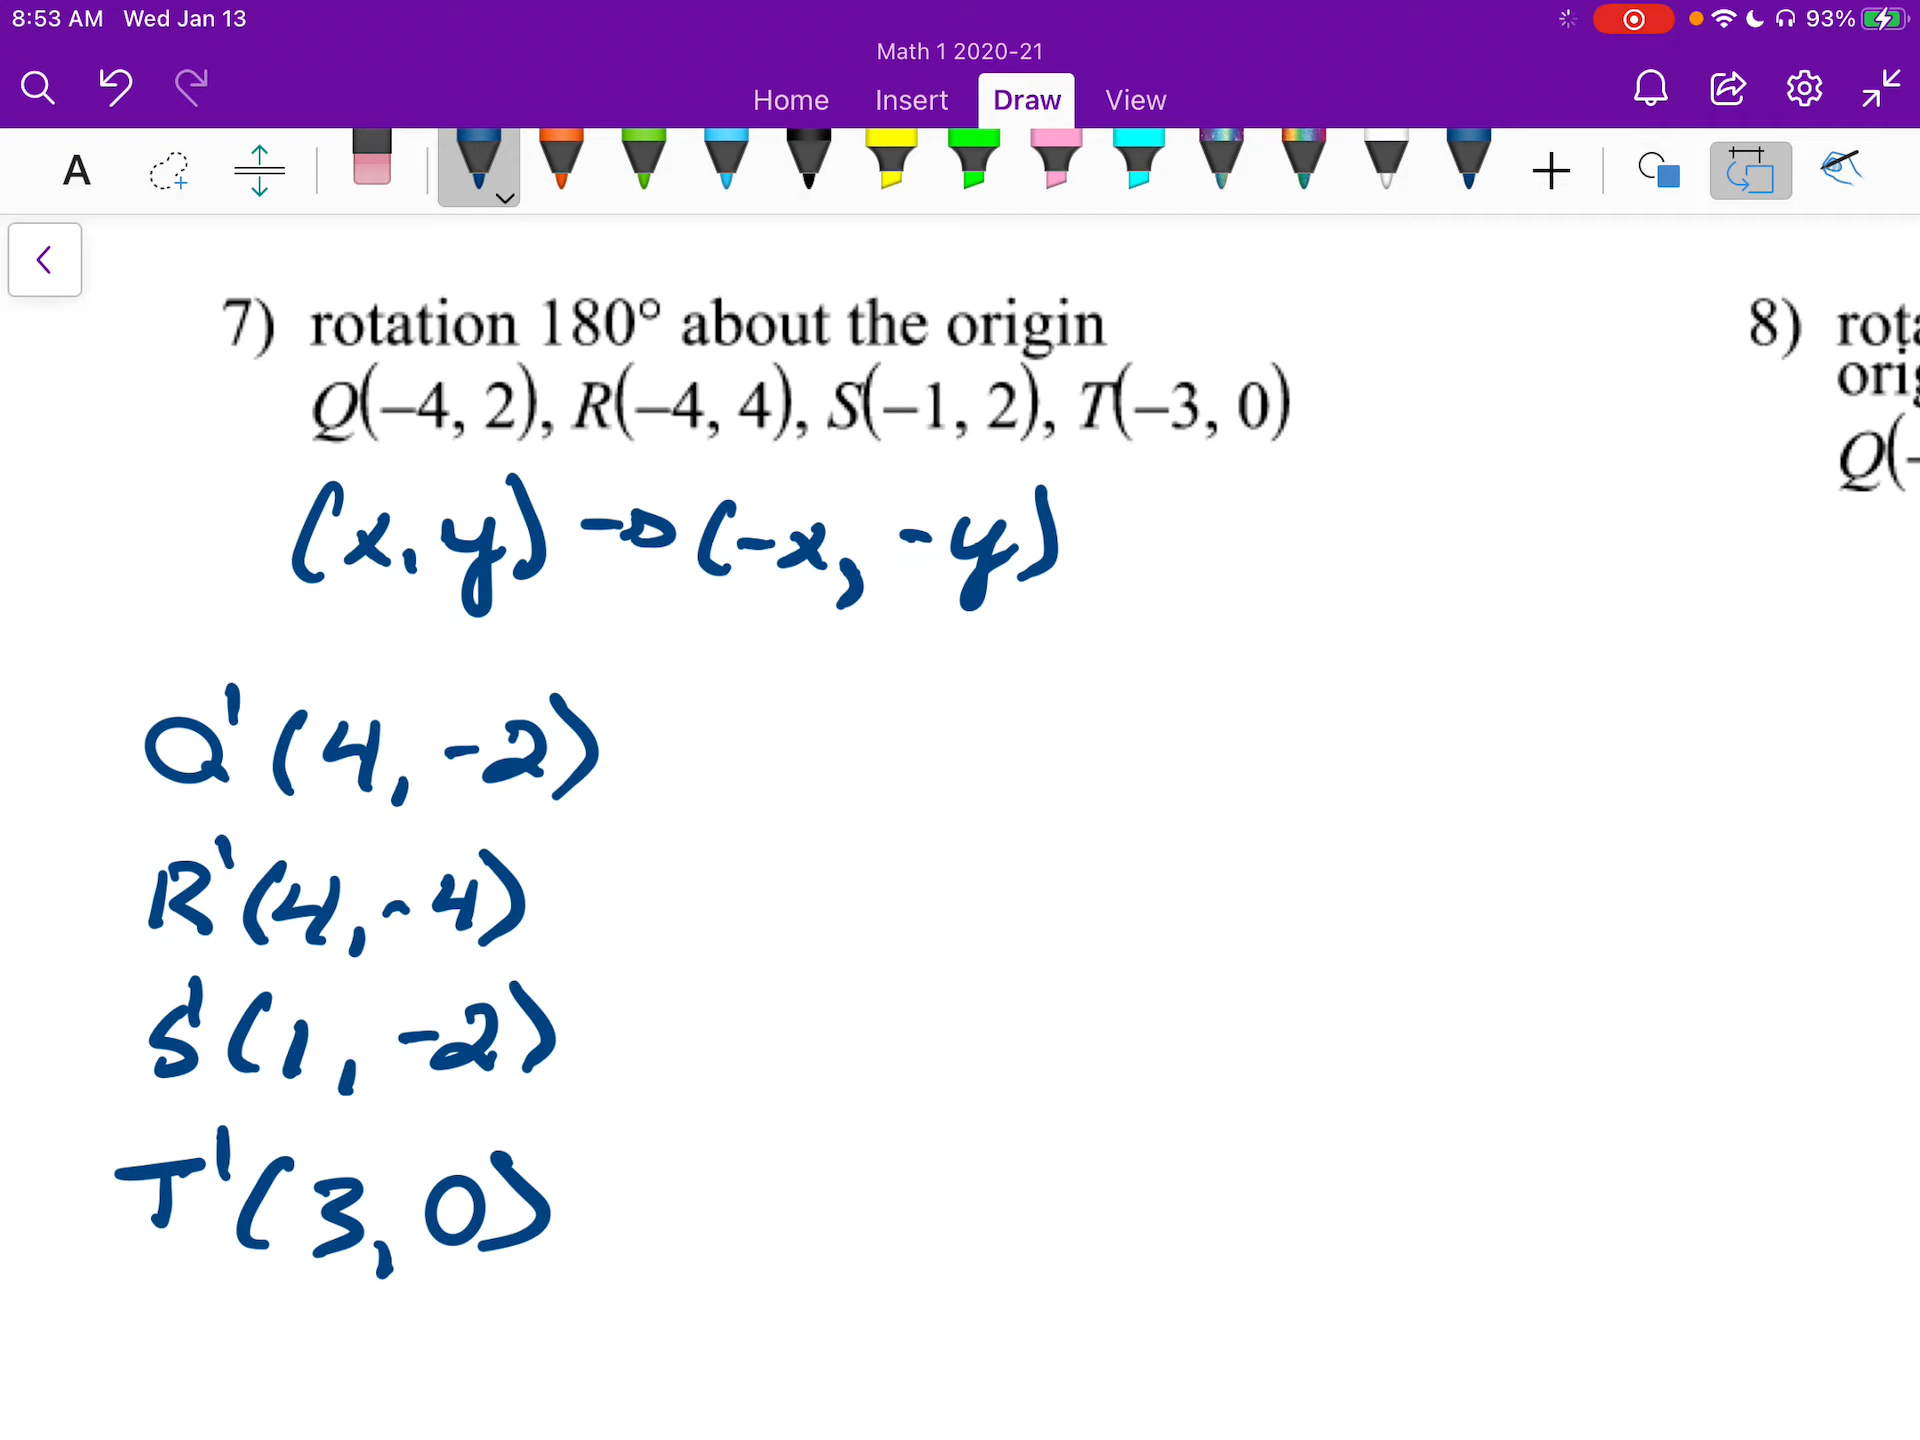 8:53 AM Wed Jan 13
93%
Math 1 2020-21
Home Insert Draw View
A
7) rotation 180° about the origin
Q(−4, 2), R(−4, 4), S(−1, 2), T(−3, 0)
8) rota
orig
Q(−
(x, y) → (-x, -y)
Q'(4, -2)
R'(4, -4)
S'(1, -2)
T'(3, 0)